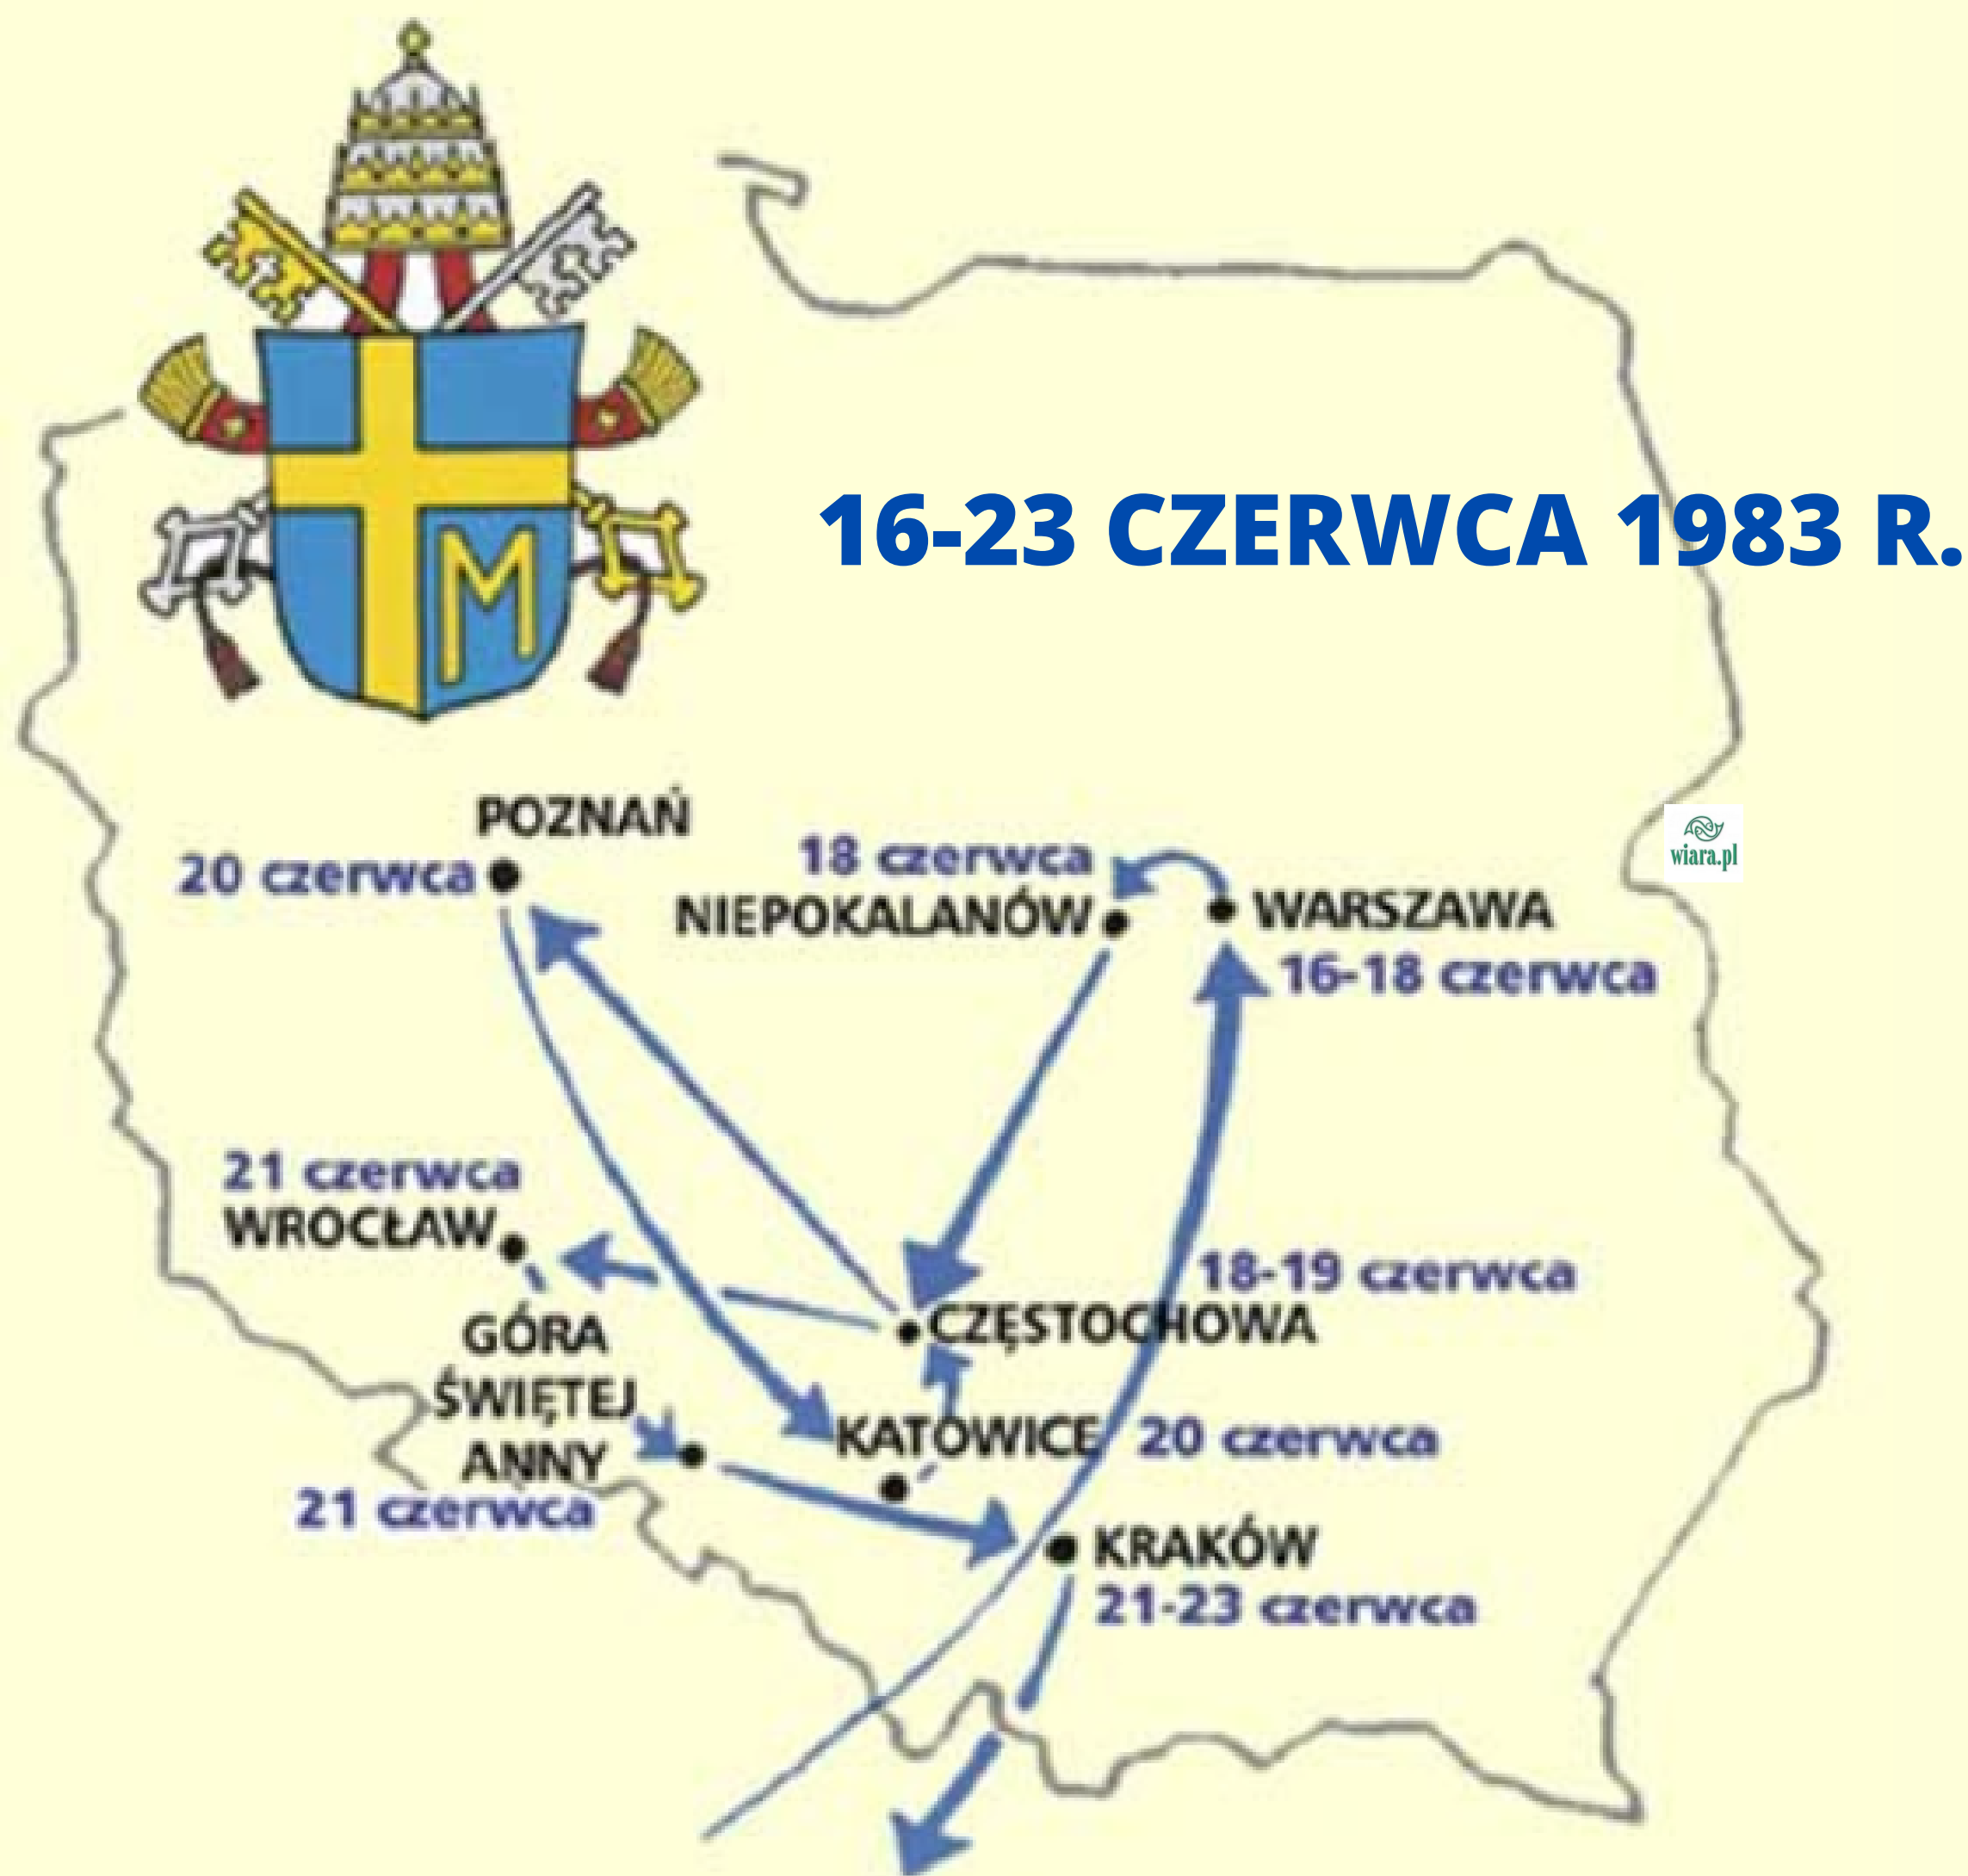 16-23 CZERWCA 1983 R.
M
POZNAŃ
20 czerwca
18 czerwca
NIEPOKALANÓW
WARSZAWA
16-18 czerwca
wiara.pl
21 czerwca
WROCŁAW
18-19 czerwca
CZĘSTOCHOWA
GÓRA
ŚWIĘTEJ
ANNY
21 czerwca
KATOWICE 20 czerwca
KRAKÓW
21-23 czerwca